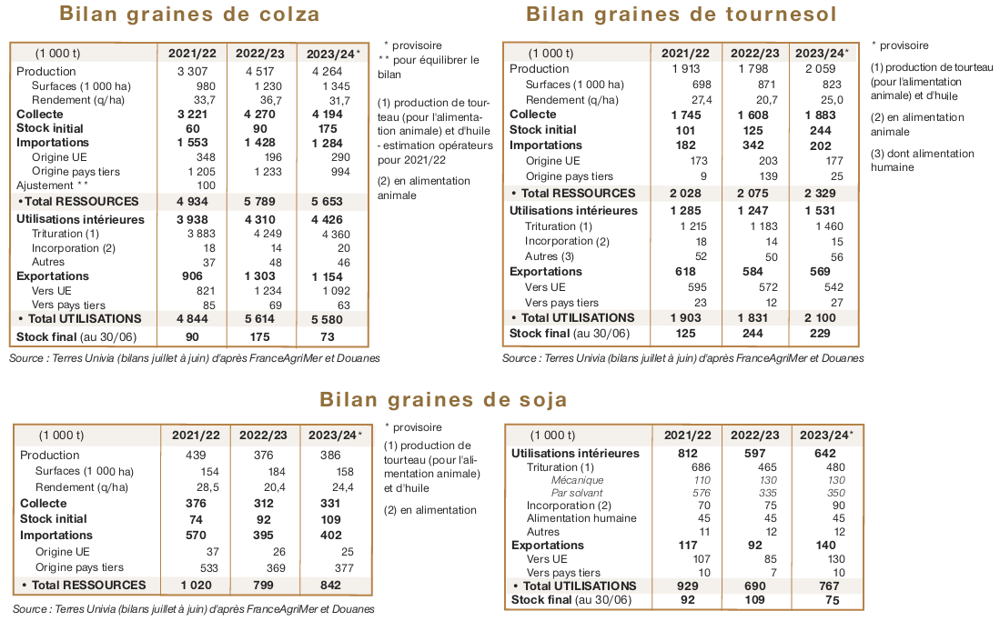 Bilan graines de colza
(1 000 t) 2021/22 2022/23 2023/24*
Production 3 307 4 517 4 264
Surfaces (1 000 ha) 980 1 230 1 345
Rendement (q/ha) 33,7 36,7 31,7
Collecte 3 221 4 270 4 194
Stock initial 60 90 175
Importations 1 553 1 428 1 284
Origine UE 348 196 290
Origine pays tiers 1 205 1 233 994
Ajustement ** 100
• Total RESSOURCES 4 934 5 789 5 653
Utilisations intérieures 3 938 4 310 4 426
Trituration (1) 3 883 4 249 4 360
Incorporation (2) 18 14 20
Autres 37 48 46
Exportations 906 1 303 1 154
Vers UE 821 1 234 1 092
Vers pays tiers 85 69 63
• Total UTILISATIONS 4 844 5 614 5 580
Stock final (au 30/06) 90 175 73
Source : Terres Univia (bilans juillet à juin) d'après FranceAgriMer et Douanes
* provisoire
** pour équilibrer le
bilan
(1) production de tour-
teau (pour l'alimenta-
tion animale) et d'huile
- estimation opérateurs
pour 2021/22
(2) en alimentation
animale
Bilan graines de tournesol
(1 000 t) 2021/22 2022/23 2023/24*
Production 1 913 1 798 2 059
Surfaces (1 000 ha) 698 871 823
Rendement (q/ha) 27,4 20,7 25,0
Collecte 1 745 1 608 1 883
Stock initial 101 125 244
Importations 182 342 202
Origine UE 173 203 177
Origine pays tiers 9 139 25
• Total RESSOURCES 2 028 2 075 2 329
Utilisations intérieures 1 285 1 247 1 531
Trituration (1) 1 215 1 183 1 460
Incorporation (2) 18 14 15
Autres (3) 52 50 56
Exportations 618 584 569
Vers UE 595 572 542
Vers pays tiers 23 12 27
• Total UTILISATIONS 1 903 1 831 2 100
Stock final (au 30/06) 125 244 229
Source : Terres Univia (bilans juillet à juin) d'après FranceAgriMer et Douanes
* provisoire
(1) production de tourteau
(pour l'alimentation
animale) et d'huile
(2) en alimentation
animale
(3) dont alimentation
humaine
Bilan graines de soja
(1 000 t) 2021/22 2022/23 2023/24*
Production 439 376 386
Surfaces (1 000 ha) 154 184 158
Rendement (q/ha) 28,5 20,4 24,4
Collecte 376 312 331
Stock initial 74 92 109
Importations 570 395 402
Origine UE 37 26 25
Origine pays tiers 533 369 377
• Total RESSOURCES 1 020 799 842
Source : Terres Univia (bilans juillet à juin) d'après FranceAgriMer et Douanes
* provisoire
(1) production de
tourteau (pour l'ali-
mentation animale)
et d'huile
(2) en alimentation
(1 000 t) 2021/22 2022/23 2023/24*
Utilisations intérieures 812 597 642
Trituration (1) 686 465 480
Mécanique 110 130 130
Par solvant 576 335 350
Incorporation (2) 70 75 90
Alimentation humaine 45 45 45
Autres 11 12 12
Exportations 117 92 140
Vers UE 107 85 130
Vers pays tiers 10 7 10
• Total UTILISATIONS 929 690 767
Stock final (au 30/06) 92 109 75